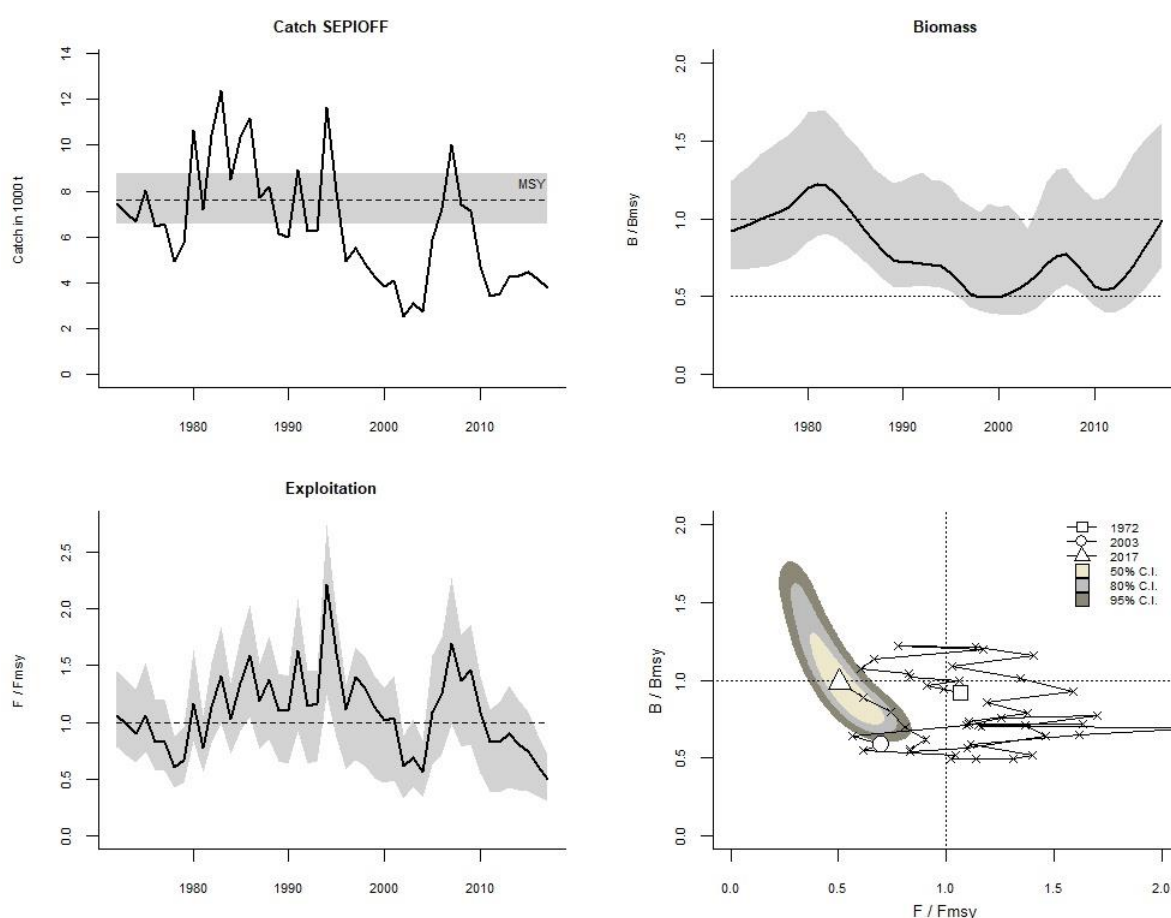 Catch SEPIOFF
Catch in 1000 t
14
12
10
8
6
4
2
0
MSY
1980 1990 2000 2010
Biomass
B / Bmsy
2.0
1.5
1.0
0.5
0.0
1980 1990 2000 2010
Exploitation
F / Fmsy
2.5
2.0
1.5
1.0
0.5
0.0
1980 1990 2000 2010
B / Bmsy
2.0
1.5
1.0
0.5
0.0
1972
2003
2017
50% C.I.
80% C.I.
95% C.I.
0.0 0.5 1.0 1.5 2.0
F / Fmsy